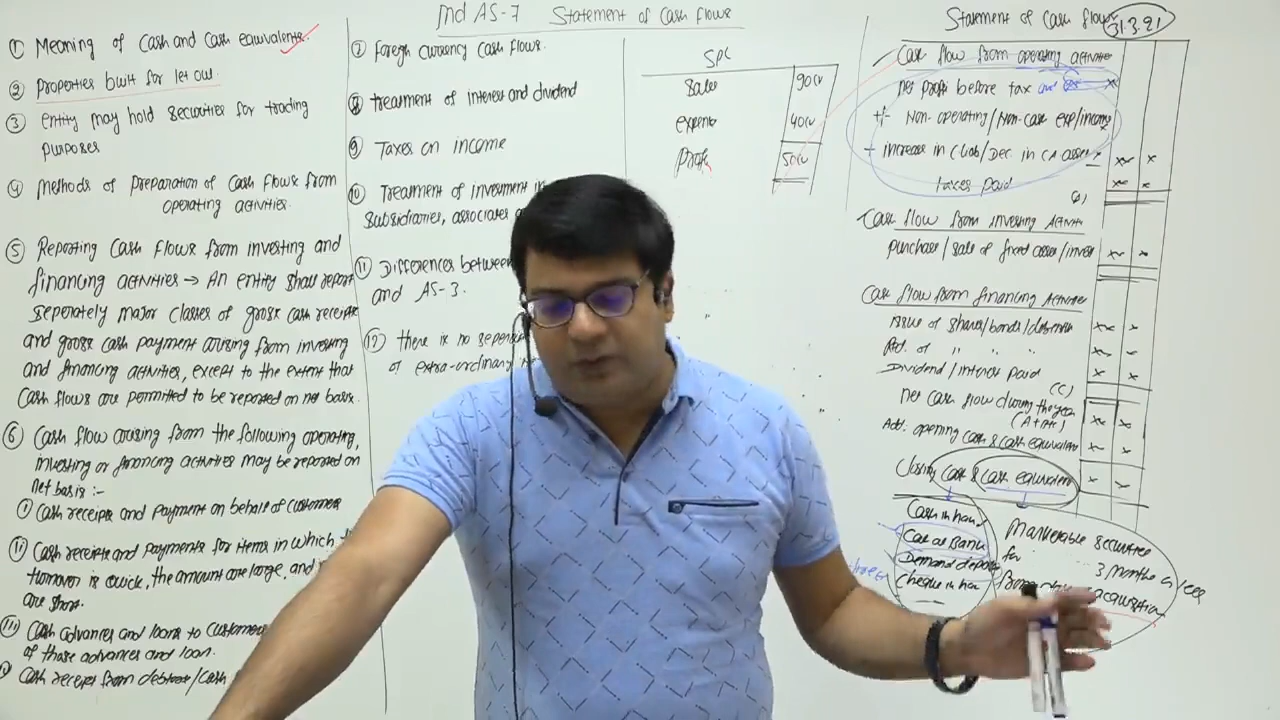 Ind AS-7 Statement of Cash flows
① Meaning of Cash and Cash equivalents.
② Properties built for let out.
③ entity may hold securities for trading
purposes
④ Methods of preparation of Cash flows from
operating activities.
⑤ Reporting Cash flows from investing and
financing activities → An entity shall report
seperately major classes of gross cash receipts
and gross cash payment arising from investing
and financing activities, except to the extent that
Cash flows are permitted to be reported on net basis.
⑥ Cash flow arising from the following operating,
investing or financing activities may be reported on
net basis :-
Cash receipts and payment on behalf of customers
ii) Cash receipts and payments for items in which
turnover is quick, the amount are large, and
are short.
iii) Cash advances and loans to customers
of those advances and loan.
Cash receipt from debtors/cash
⑦ foreign currency cash flows.
⑧ treatment of interest and dividend
⑨ Taxes on income
⑩ Treatment of investment in
Subsidiaries, associates
⑪ Differences between
and AS-3.
⑫ there is no
of extra-ordinary
SPL
Sales 900
expense 400
Profit 500
Statement of Cash flows 31.3.21
Cash flow from operating activities
net profit before tax
+/- Non-operating/Non-cash exp/income
increase in C liab/Dec. in CA asset
taxes paid
Cash flow from investing Activities
purchase/sale of fixed asset/invest
Cash flow from financing Activities
issue of shares/bonds/debenture
Dividend/interest paid
net cash flow during the year
Add. opening cash & cash equivalent
Closing Cash & Cash equivalent
Cash in hand
Cash at Bank
Demand deposit
Cheque in han
Marketable securities
for
3 months or less
from
acquisition